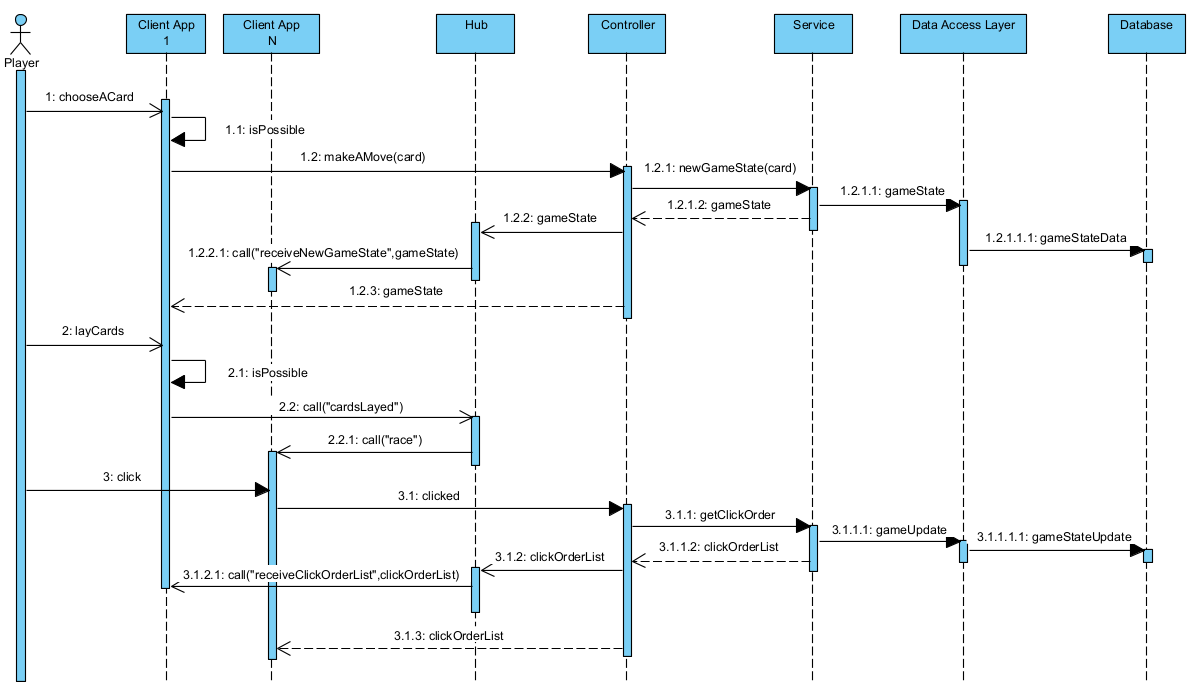 Client App
1
Client App
N
Hub
Controller
Service
Data Access Layer
Database
Player
1: chooseACard
1.1: isPossible
1.2: makeAMove(card)
1.2.1: newGameState(card)
1.2.1.1: gameState
1.2.1.2: gameState
1.2.2: gameState
1.2.1.1.1: gameStateData
1.2.2.1: call("receiveNewGameState",gameState)
1.2.3: gameState
2: layCards
2.1: isPossible
2.2: call("cardsLayed")
2.2.1: call("race")
3: click
3.1: clicked
3.1.1: getClickOrder
3.1.1.1: gameUpdate
3.1.1.1.1: gameStateUpdate
3.1.1.2: clickOrderList
3.1.2: clickOrderList
3.1.2.1: call("receiveClickOrderList",clickOrderList)
3.1.3: clickOrderList